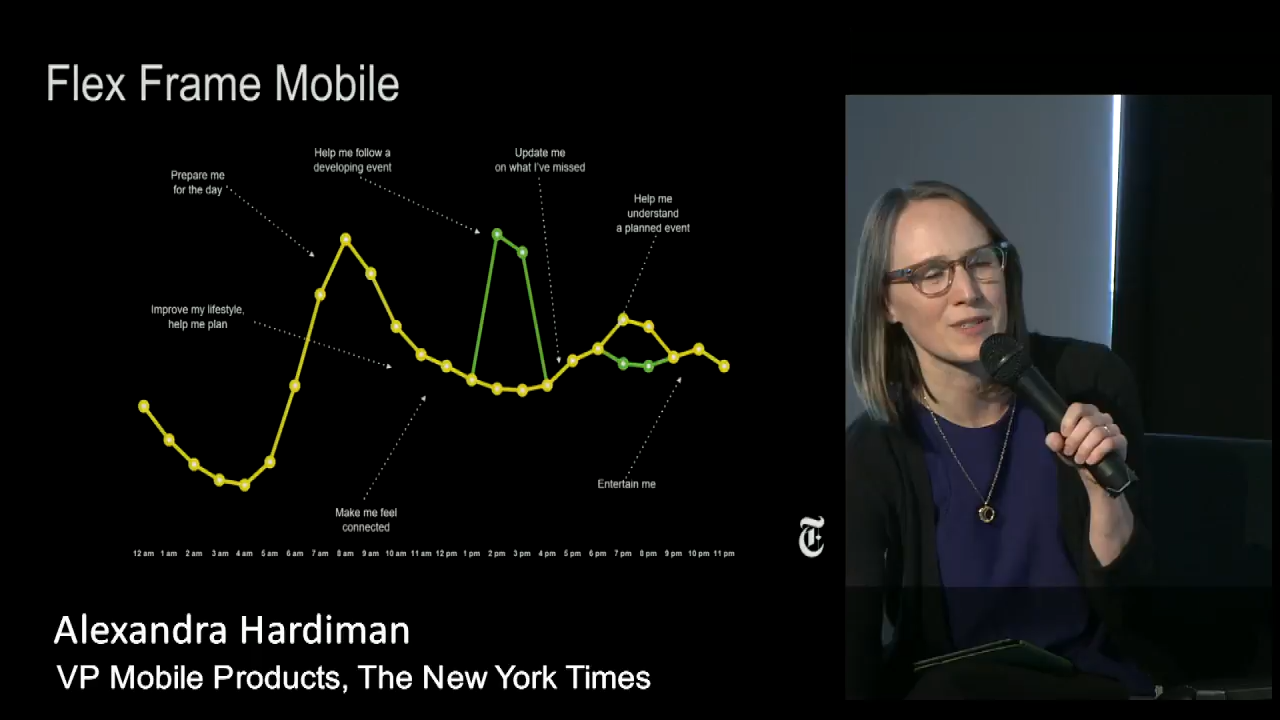 Flex Frame Mobile
Help me follow a
developing event
Update me
on what I've missed
Prepare me
for the day
Help me
understand
a planned event
Improve my lifestyle,
help me plan
Entertain me
Make me feel
connected
12 am 1 am 2 am 3 am 4 am 5 am 6 am 7 am 8 am 9 am 10 am 11 am 12 pm 1 pm 2 pm 3 pm 4 pm 5 pm 6 pm 7 pm 8 pm 9 pm 10 pm 11 pm
T
Alexandra Hardiman
VP Mobile Products, The New York Times